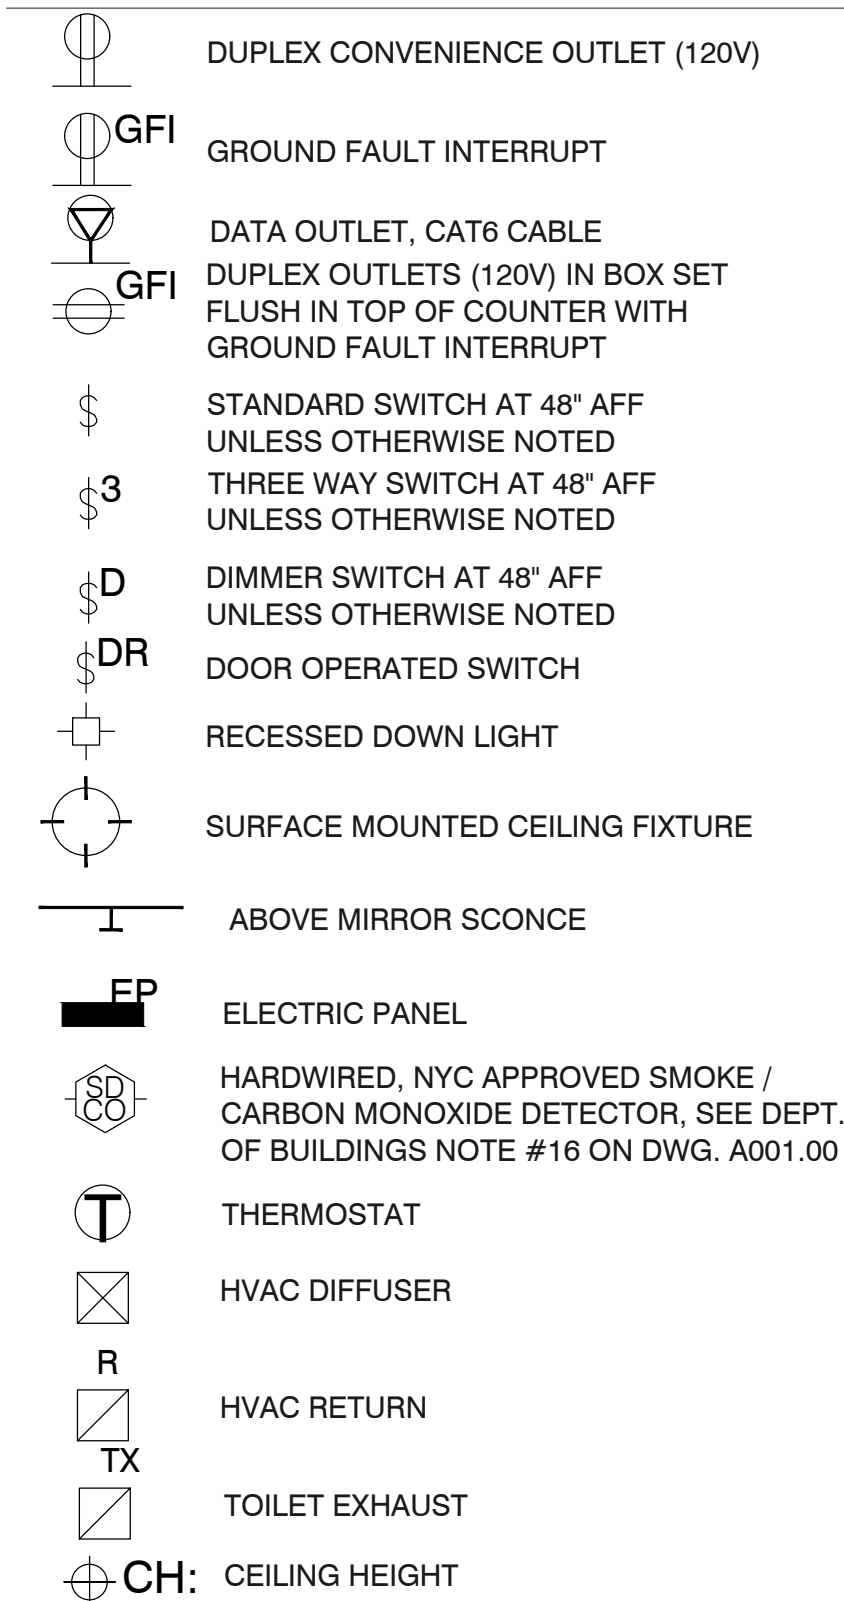 DUPLEX CONVENIENCE OUTLET (120V)
GFI
GROUND FAULT INTERRUPT
DATA OUTLET, CAT6 CABLE
GFI
DUPLEX OUTLETS (120V) IN BOX SET
FLUSH IN TOP OF COUNTER WITH
GROUND FAULT INTERRUPT
$
STANDARD SWITCH AT 48" AFF
UNLESS OTHERWISE NOTED
$3
THREE WAY SWITCH AT 48" AFF
UNLESS OTHERWISE NOTED
$D
DIMMER SWITCH AT 48" AFF
UNLESS OTHERWISE NOTED
$DR
DOOR OPERATED SWITCH
RECESSED DOWN LIGHT
SURFACE MOUNTED CEILING FIXTURE
ABOVE MIRROR SCONCE
EP
ELECTRIC PANEL
SD
CO
HARDWIRED, NYC APPROVED SMOKE /
CARBON MONOXIDE DETECTOR, SEE DEPT.
OF BUILDINGS NOTE #16 ON DWG. A001.00
T
THERMOSTAT
HVAC DIFFUSER
R
HVAC RETURN
TX
TOILET EXHAUST
CH:
CEILING HEIGHT